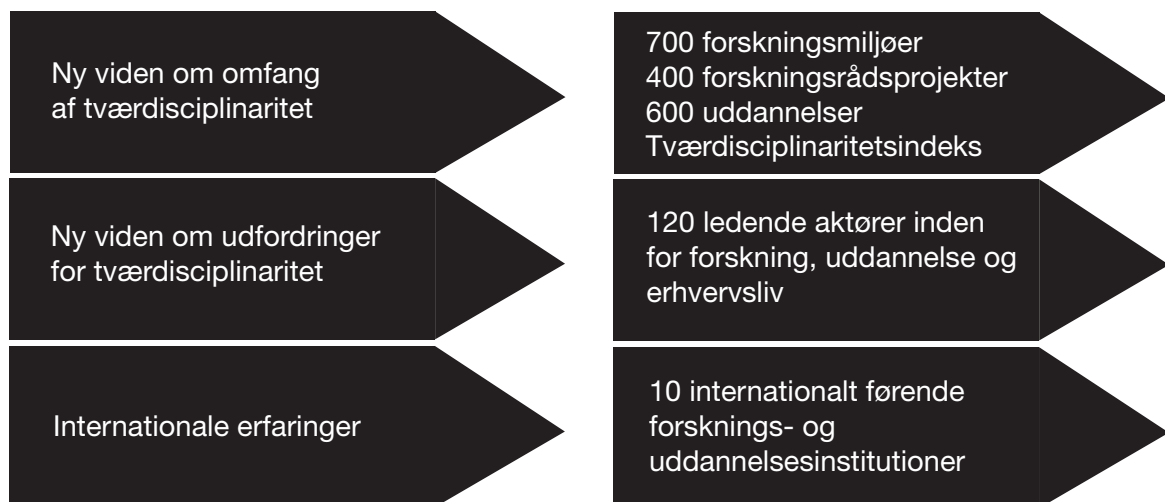 Ny viden om omfang
af tværdisciplinaritet
700 forskningsmiljøer
400 forskningsrådsprojekter
600 uddannelser
Tværdisciplinaritetsindeks
Ny viden om udfordringer
for tværdisciplinaritet
120 ledende aktører inden
for forskning, uddannelse og
erhvervsliv
Internationale erfaringer
10 internationalt førende
forsknings- og
uddannelsesinstitutioner